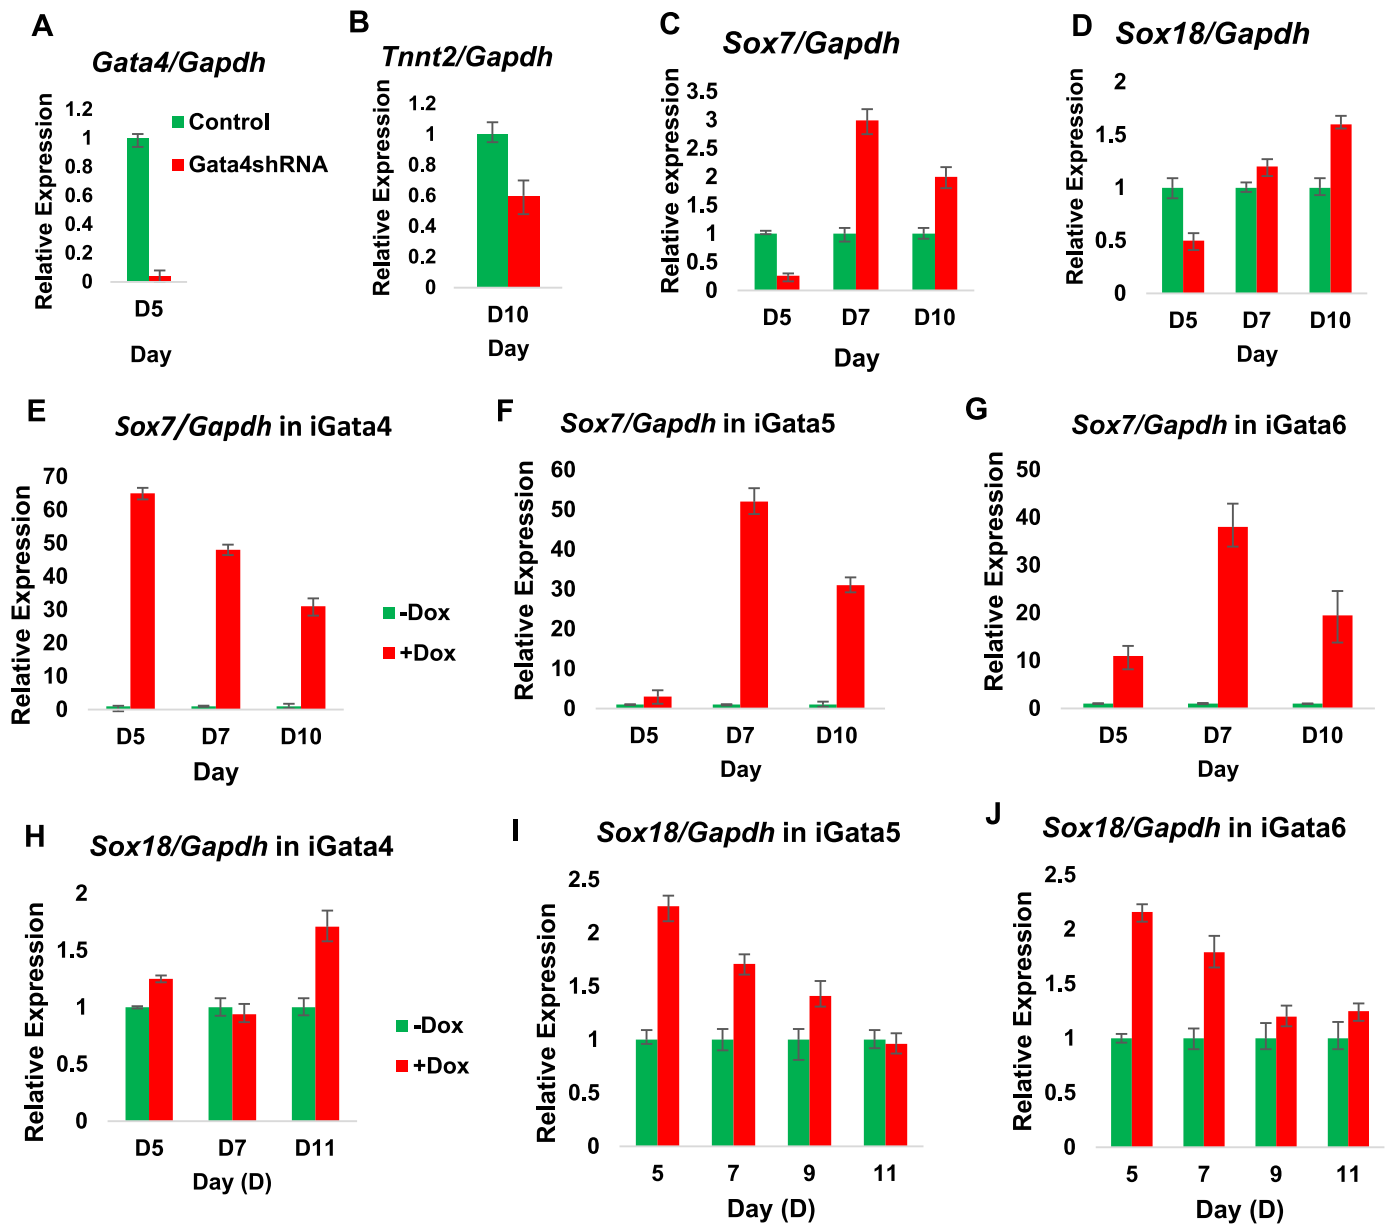 A
Gata4/Gapdh
Relative Expression
1.2
1
0.8
0.6
0.4
0.2
0
D5
Day
Control
Gata4shRNA
B
Tnnt2/Gapdh
Relative Expression
1.2
1
0.8
0.6
0.4
0.2
0
D10
Day
C
Sox7/Gapdh
Relative expression
3.5
3
2.5
2
1.5
1
0.5
0
D5 D7 D10
Day
D
Sox18/Gapdh
Relative Expression
2
1.5
1
0.5
0
D5 D7 D10
Day
E
Sox7/Gapdh in iGata4
Relative Expression
70
60
50
40
30
20
10
0
D5 D7 D10
Day
-Dox
+Dox
F
Sox7/Gapdh in iGata5
Relative Expression
60
50
40
30
20
10
0
D5 D7 D10
Day
G
Sox7/Gapdh in iGata6
Relative Expression
50
40
30
20
10
0
D5 D7 D10
Day
H
Sox18/Gapdh in iGata4
Relative Expression
2
1.5
1
0.5
0
D5 D7 D11
Day (D)
-Dox
+Dox
I
Sox18/Gapdh in iGata5
Relative Expression
2.5
2
1.5
1
0.5
0
5 7 9 11
Day (D)
J
Sox18/Gapdh in iGata6
Relative Expression
2.5
2
1.5
1
0.5
0
5 7 9 11
Day (D)